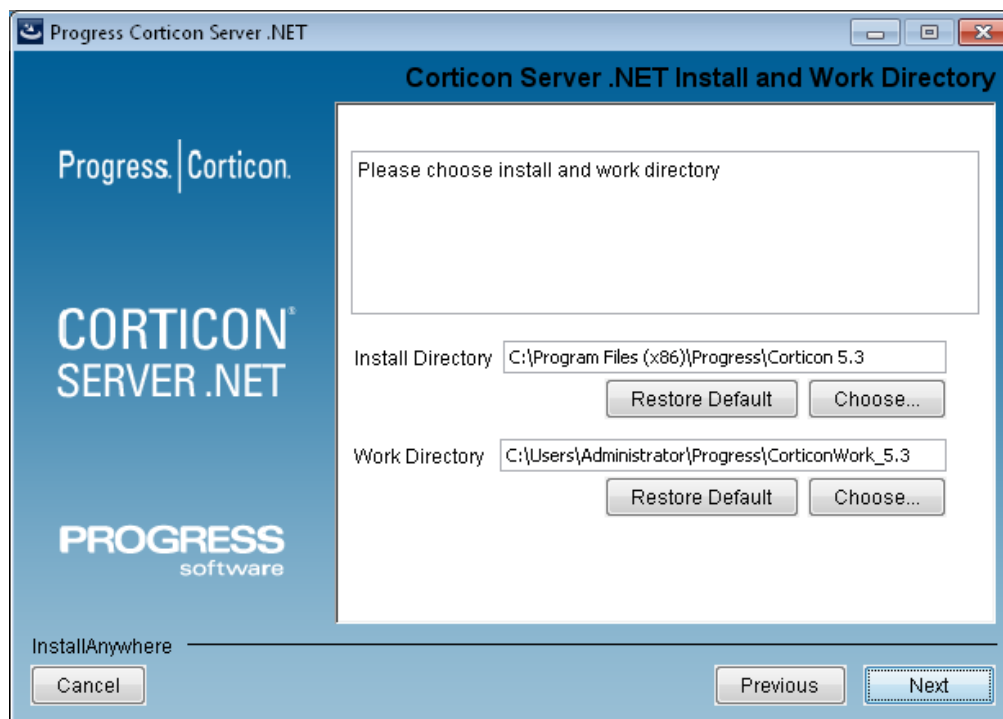 Progress Corticon Server .NET
Corticon Server .NET Install and Work Directory
Progress. Corticon.
Please choose install and work directory
CORTICON®
SERVER .NET
Install Directory C:\Program Files (x86)\Progress\Corticon 5.3
Restore Default Choose...
Work Directory C:\Users\Administrator\Progress\CorticonWork_5.3
Restore Default Choose...
PROGRESS
software
InstallAnywhere
Cancel Previous Next